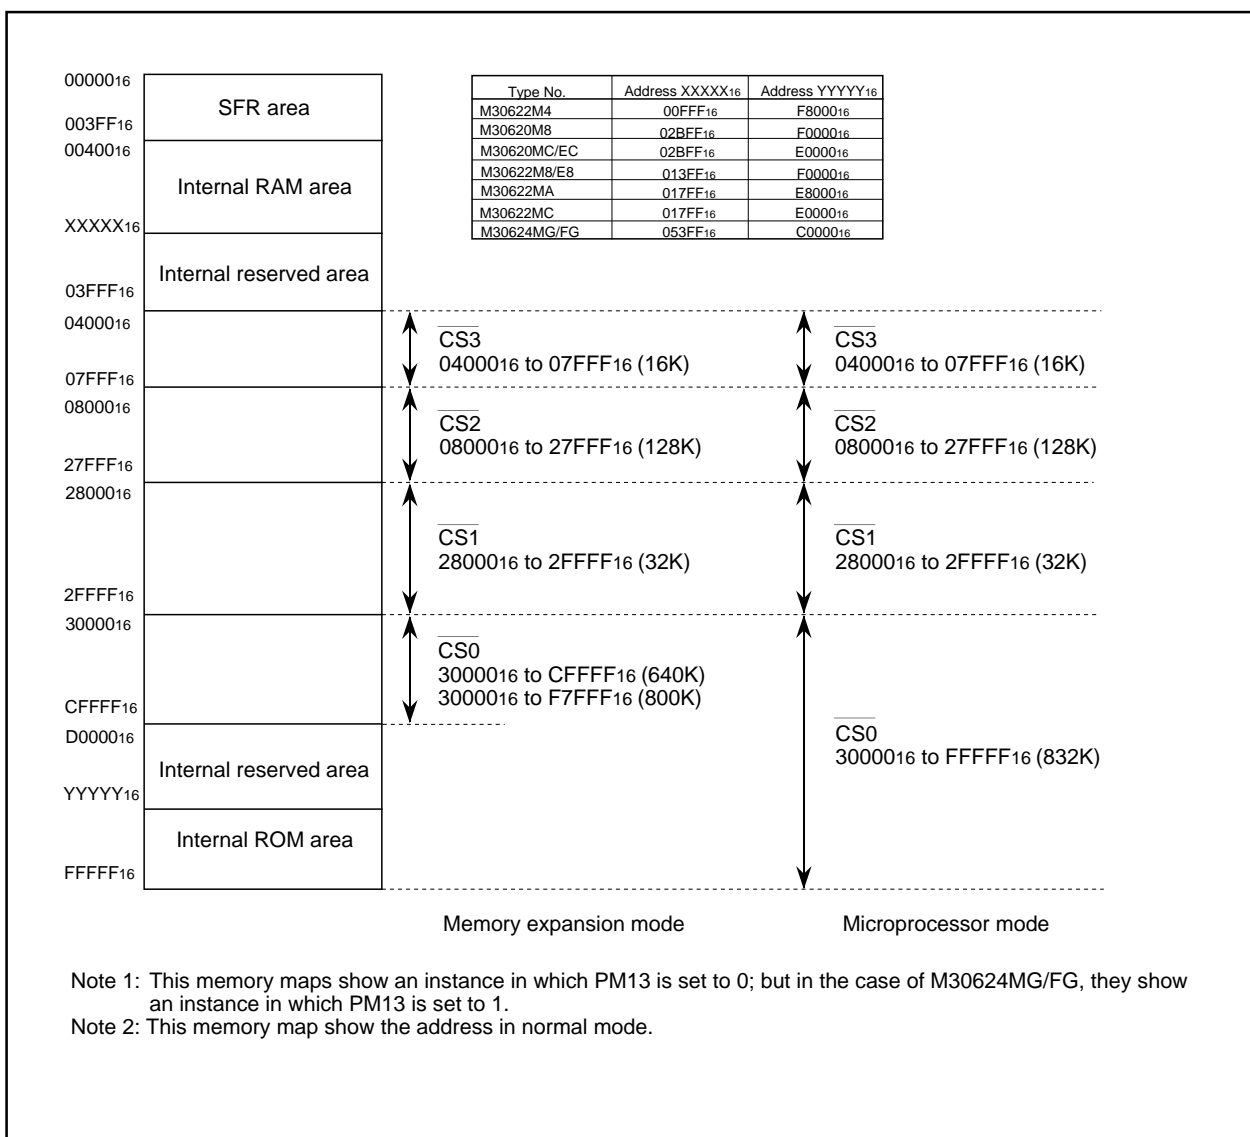 0000016
SFR area
003FF16
0040016
Internal RAM area
XXXXX16
Internal reserved area
03FFF16
0400016
07FFF16
0800016
27FFF16
2800016
2FFFF16
3000016
CFFFF16
D000016
Internal reserved area
YYYYY16
Internal ROM area
FFFFF16
Type No. Address XXXXX16 Address YYYYY16
M30622M4 00FFF16 F800016
M30620M8 02BFF16 F000016
M30620MC/EC 02BFF16 E000016
M30622M8/E8 013FF16 F000016
M30622MA 017FF16 E800016
M30622MC 017FF16 E000016
M30624MG/FG 053FF16 C000016
CS3
0400016 to 07FFF16 (16K)
CS2
0800016 to 27FFF16 (128K)
CS1
2800016 to 2FFFF16 (32K)
CS0
3000016 to CFFFF16 (640K)
3000016 to F7FFF16 (800K)
Memory expansion mode
CS3
0400016 to 07FFF16 (16K)
CS2
0800016 to 27FFF16 (128K)
CS1
2800016 to 2FFFF16 (32K)
CS0
3000016 to FFFFF16 (832K)
Microprocessor mode
Note 1: This memory maps show an instance in which PM13 is set to 0; but in the case of M30624MG/FG, they show
an instance in which PM13 is set to 1.
Note 2: This memory map show the address in normal mode.